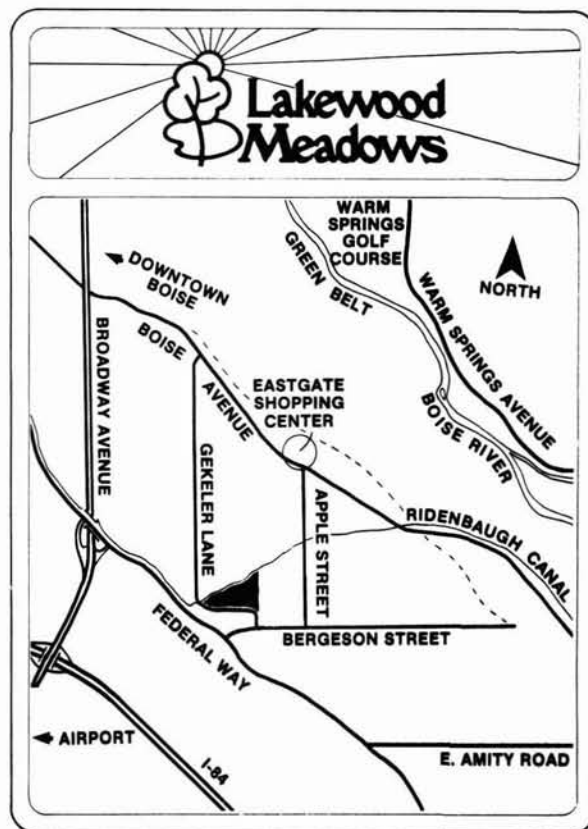 Lakewood
Meadows
WARM
SPRINGS
GOLF
COURSE
GREEN BELT
NORTH
DOWNTOWN
BOISE
WARM SPRINGS AVENUE
BROADWAY AVENUE
BOISE
AVENUE
EASTGATE
SHOPPING
CENTER
BOISE RIVER
GEKELER LANE
APPLE STREET
RIDENBAUGH CANAL
FEDERAL WAY
BERGESON STREET
AIRPORT
I-84
E. AMITY ROAD